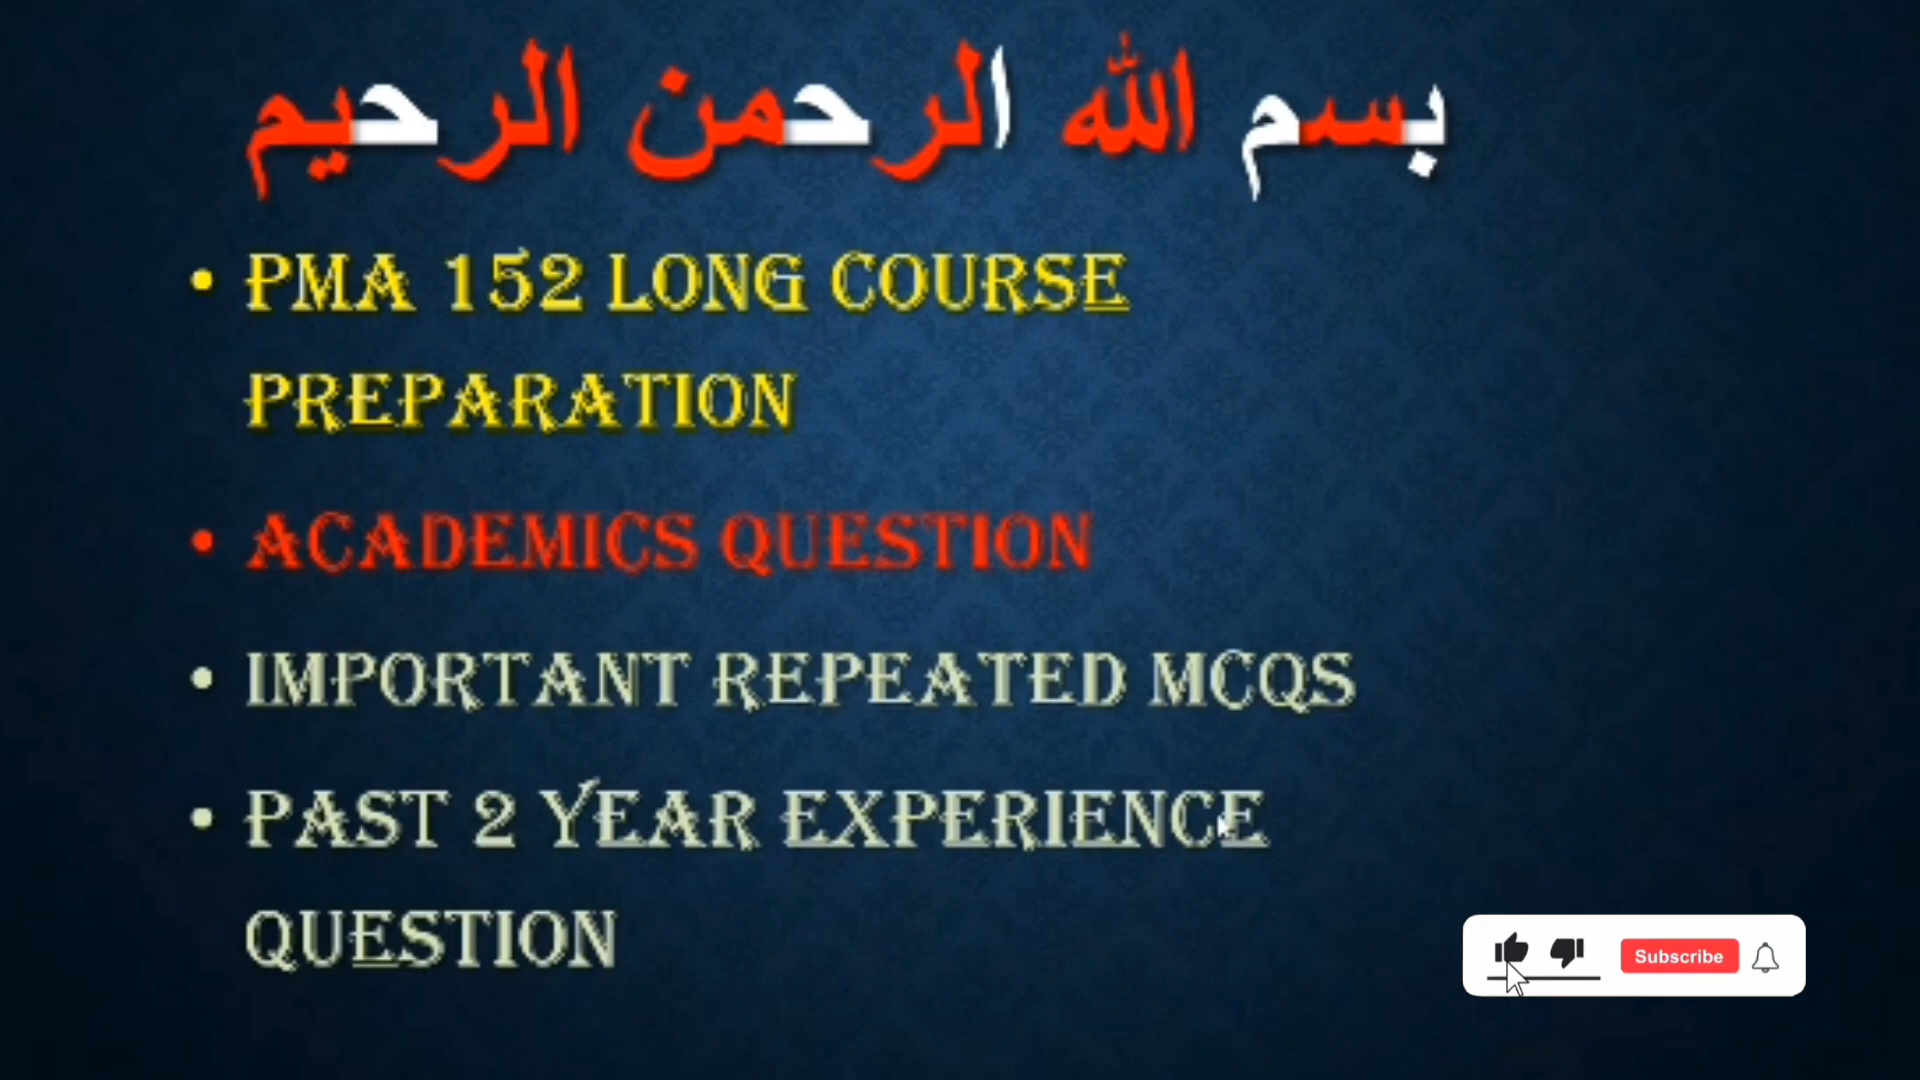 بسم الله الرحمن الرحيم
• PMA 152 LONG COURSE
PREPARATION
• ACADEMICS QUESTION
• IMPORTANT REPEATED MCQS
• PAST 2 YEAR EXPERIENCE
QUESTION
Subscribe